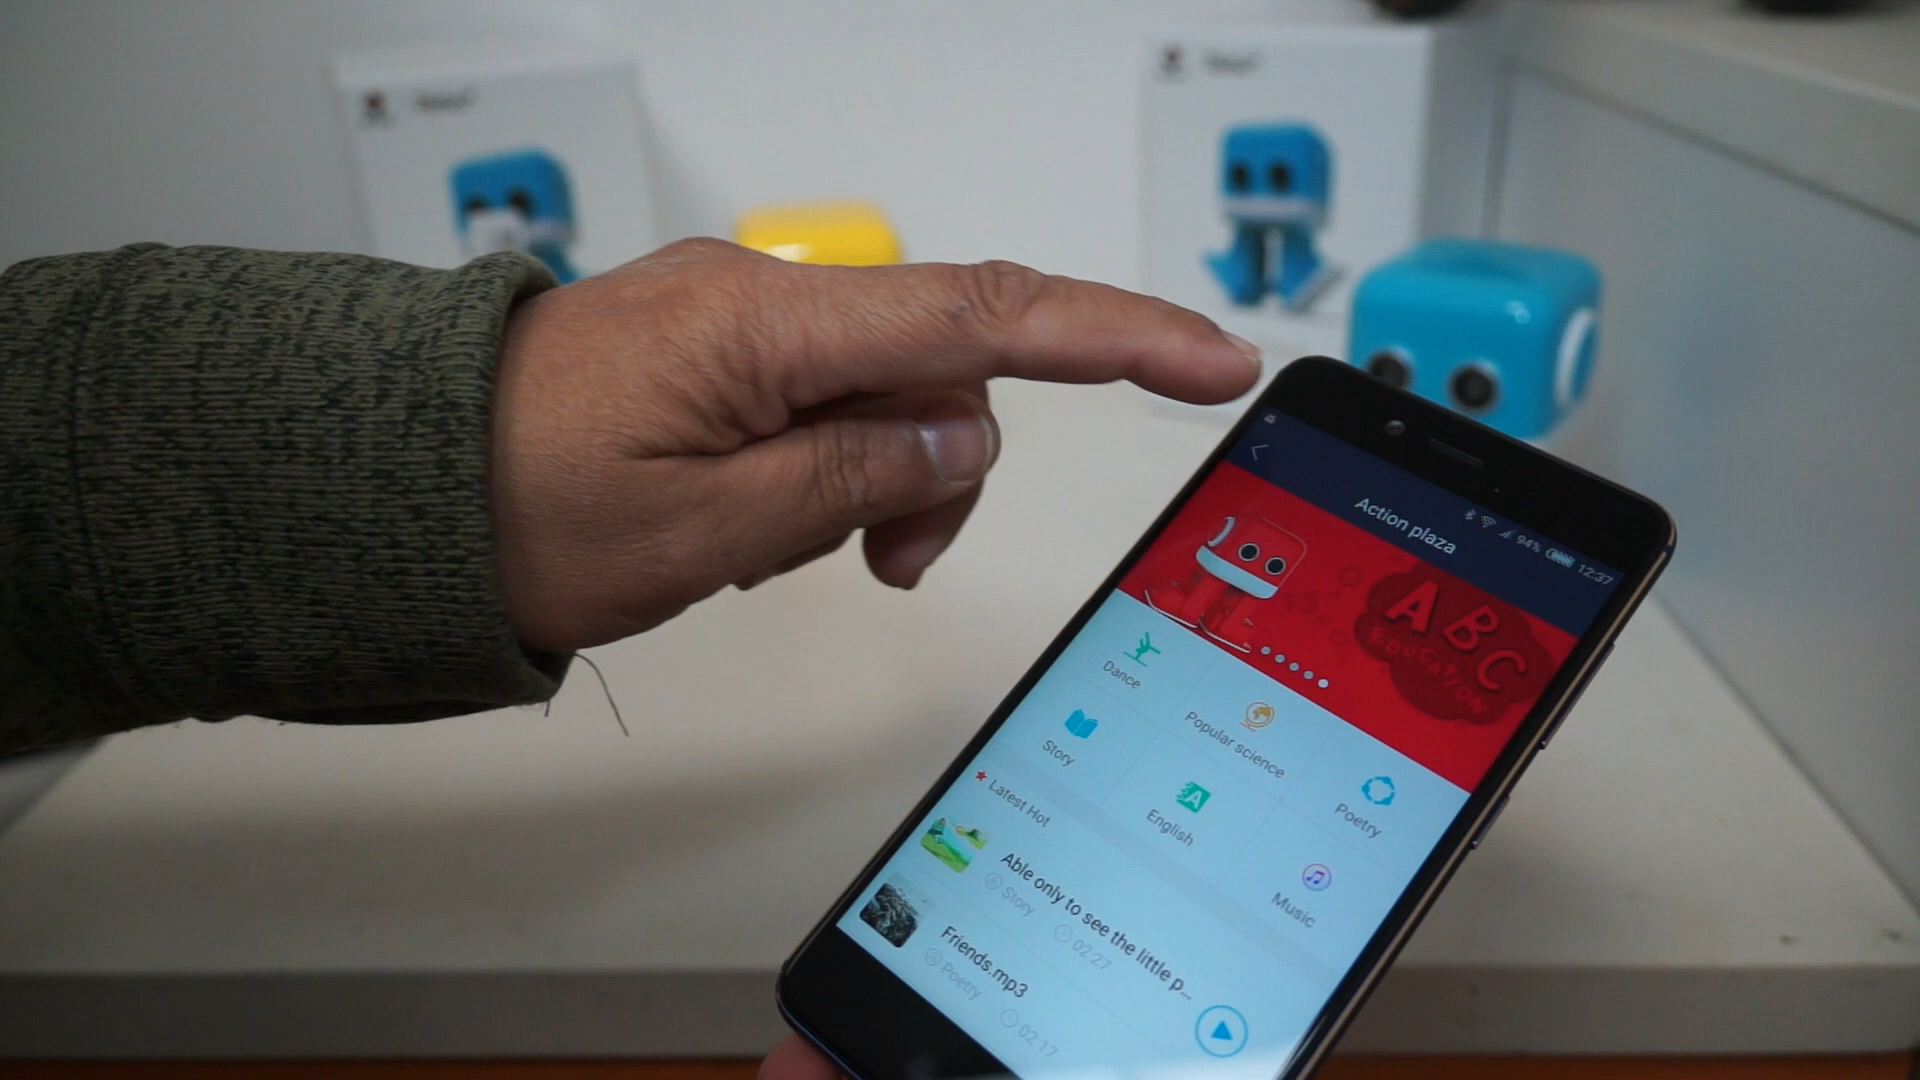 94% 12:37
Action plaza
A B C
EDUCATION
Dance
Popular science
Poetry
Story
English
Music
Latest Hot
Able only to see the little p...
Story 02:27
Friends.mp3
Poetry 02:17